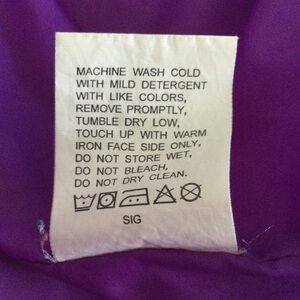 MACHINE WASH COLD
WITH MILD DETERGENT
WITH LIKE COLORS,
REMOVE PROMPTLY,
TUMBLE DRY LOW,
TOUCH UP WITH WARM
IRON FACE SIDE ONLY,
DO NOT STORE WET,
DO NOT BLEACH,
DO NOT DRY CLEAN.
SIG